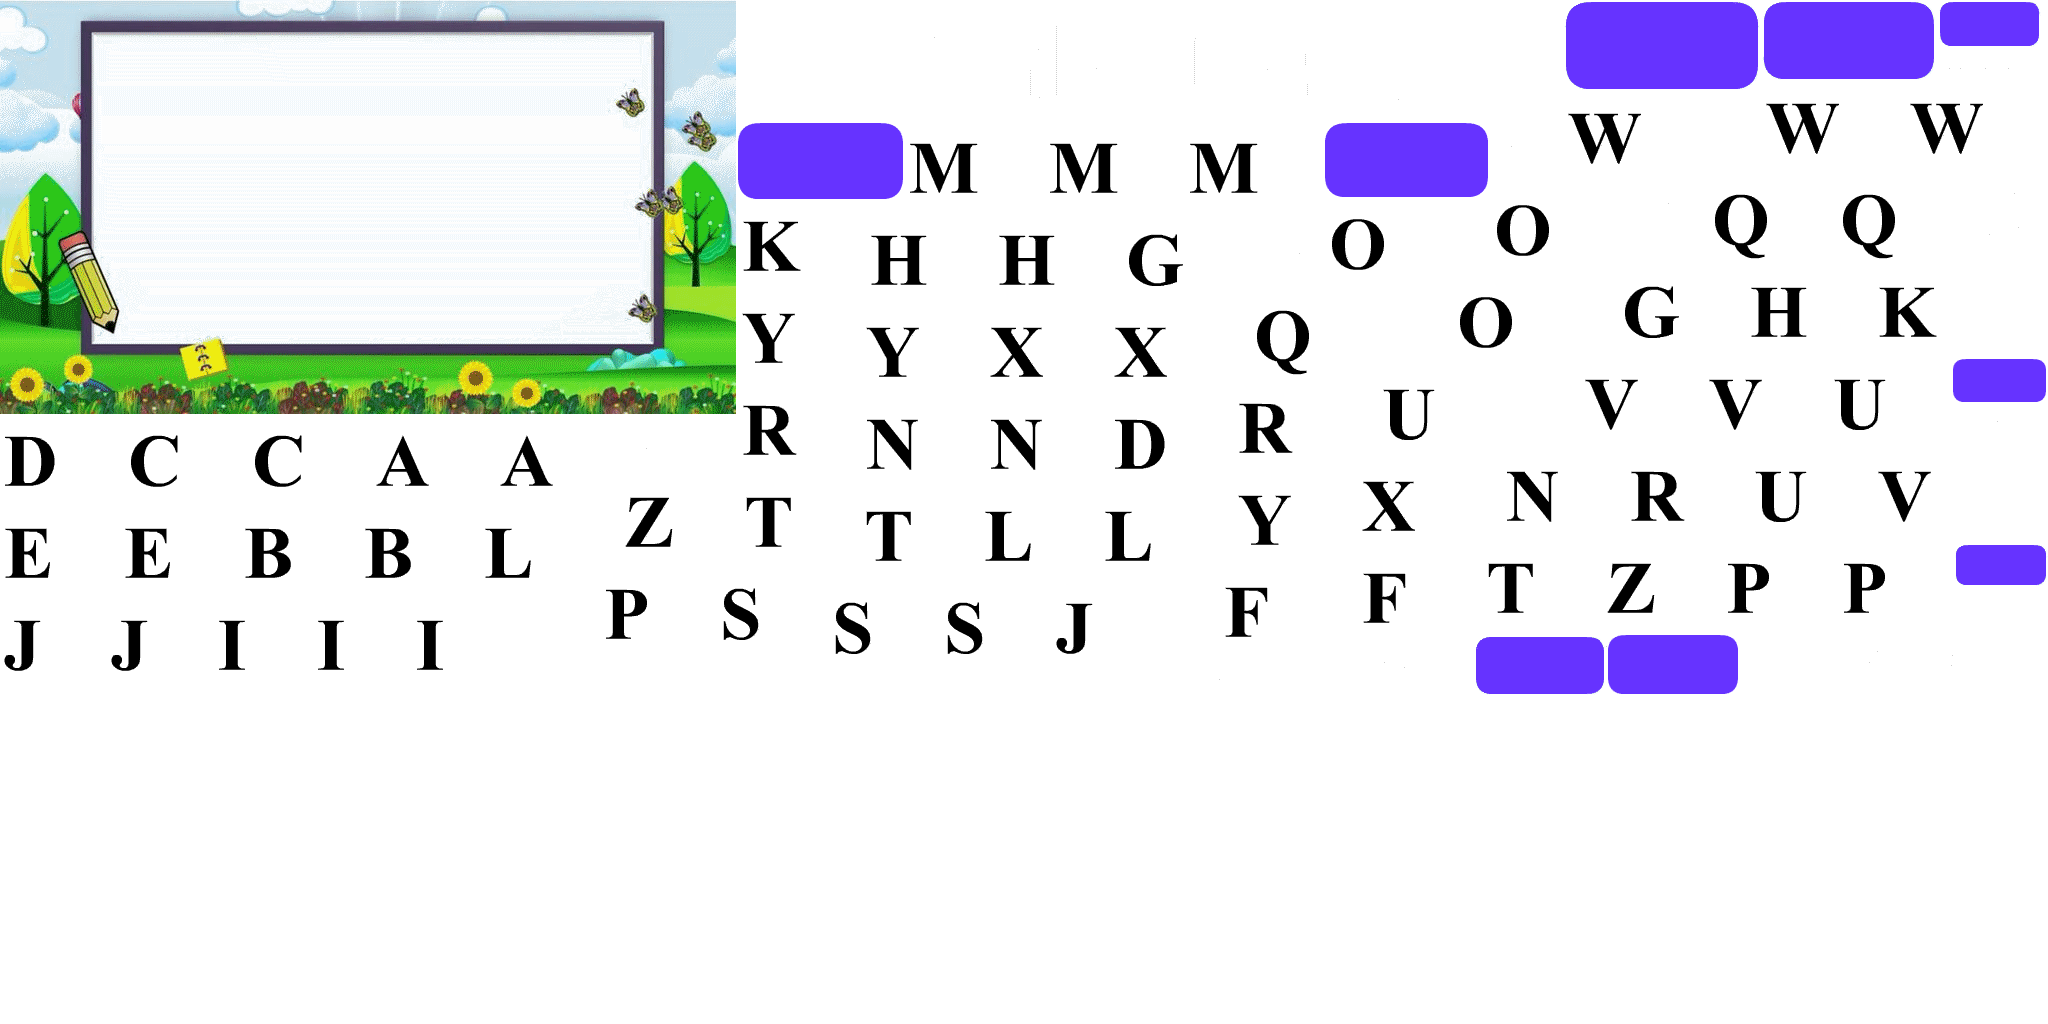 W W W
M M M
K H H G O O Q Q
Y Y X X Q O G H K
R N N D R U V V U
D C C A A
Z T T L L Y X N R U V
E E B B L
P S S S J F F T Z P P
J J I I I